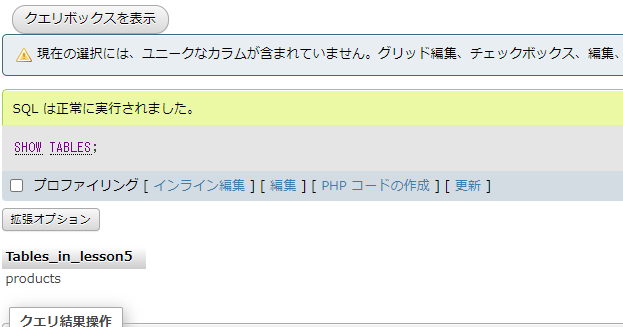 クエリボックスを表示
現在の選択には、ユニークなカラムが含まれていません。グリッド編集、チェックボックス、編集、
SQL は正常に実行されました。
SHOW TABLES;
プロファイリング [ インライン編集 ] [ 編集 ] [ PHP コードの作成 ] [ 更新 ]
拡張オプション
Tables_in_lesson5
products
クエリ結果操作